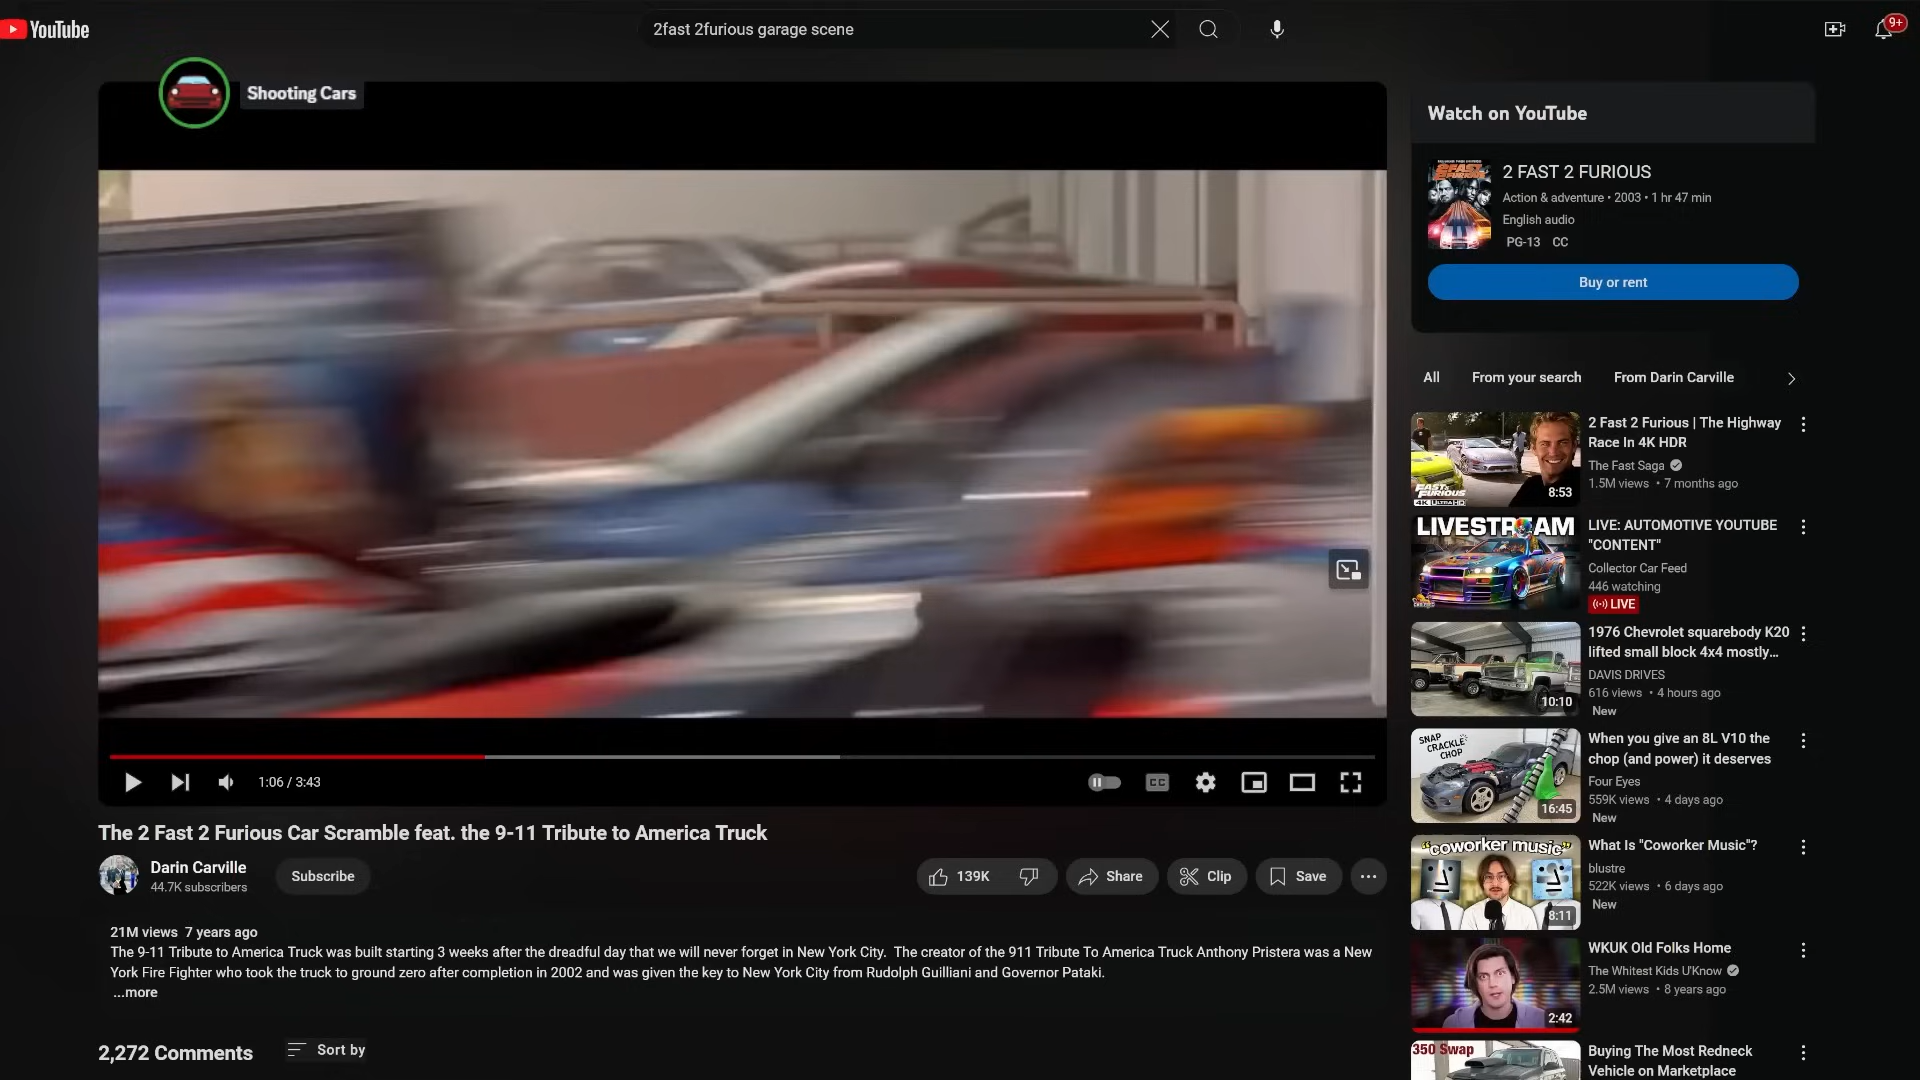 YouTube
2fast 2furious garage scene
9+
Shooting Cars
1:06 / 3:43
CC
The 2 Fast 2 Furious Car Scramble feat. the 9-11 Tribute to America Truck
Darin Carville
44.7K subscribers
Subscribe
139K
Share
Clip
Save
21M views 7 years ago
The 9-11 Tribute to America Truck was built starting 3 weeks after the dreadful day that we will never forget in New York City. The creator of the 911 Tribute To America Truck Anthony Pristera was a New
York Fire Fighter who took the truck to ground zero after completion in 2002 and was given the key to New York City from Rudolph Guilliani and Governor Pataki.
...more
2,272 Comments
Sort by
Watch on YouTube
2 FAST 2 FURIOUS
Action & adventure • 2003 • 1 hr 47 min
English audio
PG-13 CC
Buy or rent
All
From your search
From Darin Carville
FAST&
FURIOUS
4K ULTRA HD
8:53
2 Fast 2 Furious | The Highway
Race In 4K HDR
The Fast Saga
1.5M views • 7 months ago
LIVESTREAM
LIVE: AUTOMOTIVE YOUTUBE
"CONTENT"
Collector Car Feed
446 watching
LIVE
10:10
1976 Chevrolet squarebody K20
lifted small block 4x4 mostly...
DAVIS DRIVES
616 views • 4 hours ago
New
SNAP
CRACKLE
CHOP
16:45
When you give an 8L V10 the
chop (and power) it deserves
Four Eyes
559K views • 4 days ago
New
"coworker music"
8:11
What Is "Coworker Music"?
blustre
522K views • 6 days ago
New
2:42
WKUK Old Folks Home
The Whitest Kids U'Know
2.5M views • 8 years ago
350 Swap
Buying The Most Redneck
Vehicle on Marketplace